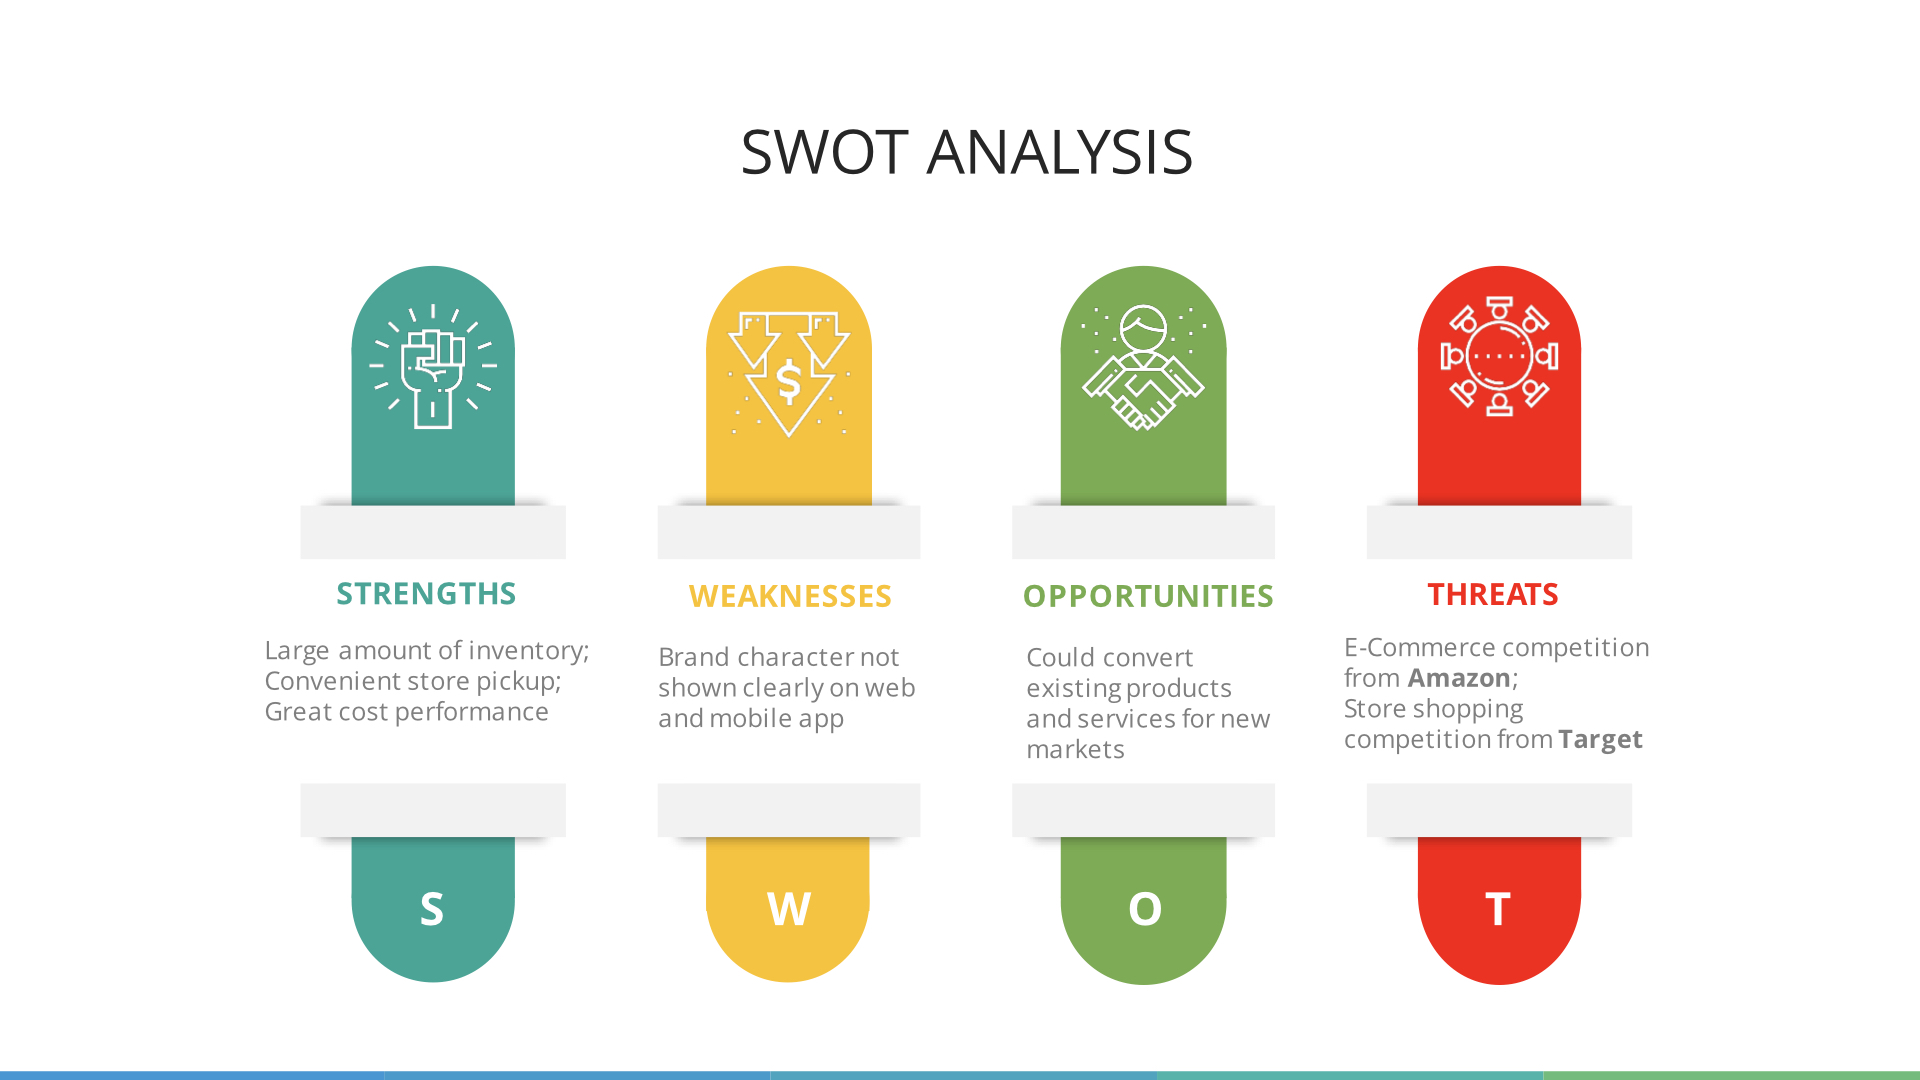 SWOT ANALYSIS
$
STRENGTHS
Large amount of inventory;
Convenient store pickup;
Great cost performance
S
WEAKNESSES
Brand character not
shown clearly on web
and mobile app
W
OPPORTUNITIES
Could convert
existing products
and services for new
markets
O
THREATS
E-Commerce competition
from Amazon;
Store shopping
competition from Target
T